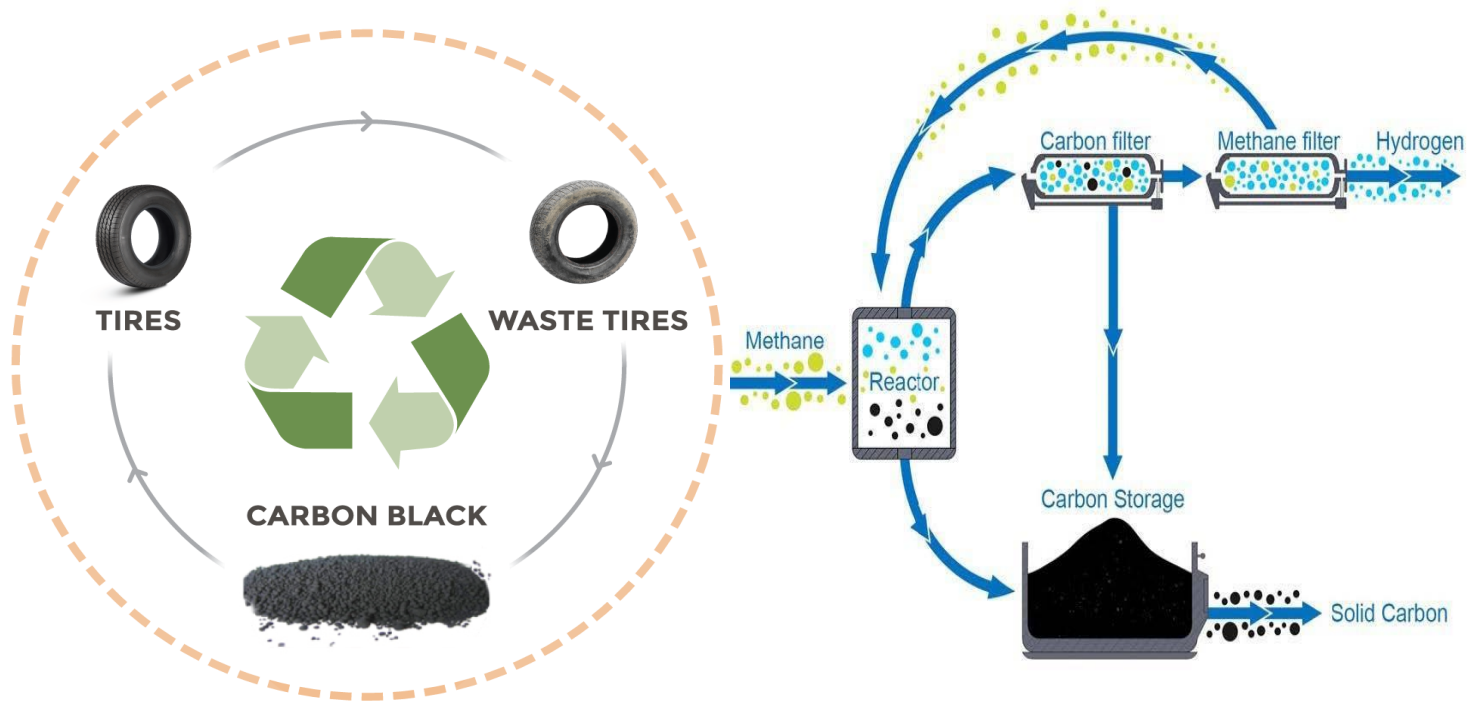 TIRES
WASTE TIRES
CARBON BLACK
Carbon filter
Methane filter
Hydrogen
Methane
Reactor
Carbon Storage
Solid Carbon